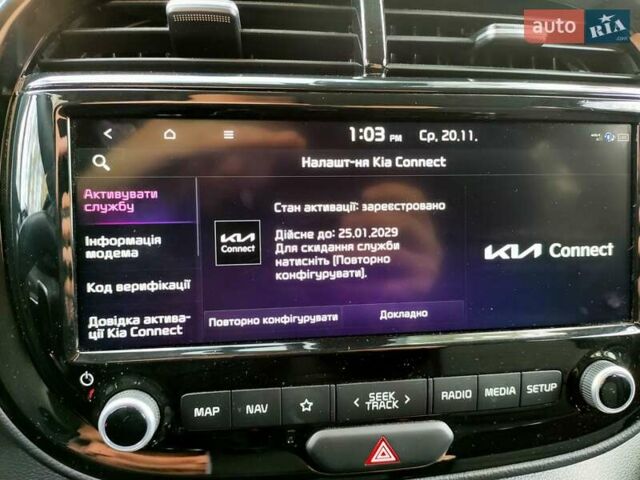 auto RIA .com
1:03 PM Ср, 20.11.
Налашт-ня Kia Connect
Активувати
службу
Інформація
модема
Код верифікації
Довідка актива-
ції Kia Connect
Стан активації: зареєстровано
Дійсне до: 25.01.2029
Для скидання служби
натисніть [Повторно
конфігурувати].
KIA
Connect
KIA Connect
Повторно конфігурувати
Докладно
MAP
NAV
SEEK
TRACK
RADIO
MEDIA
SETUP